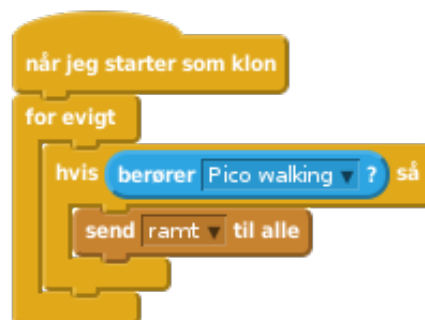 når jeg starter som klon
for evigt
hvis berører Pico walking ? så
send ramt til alle